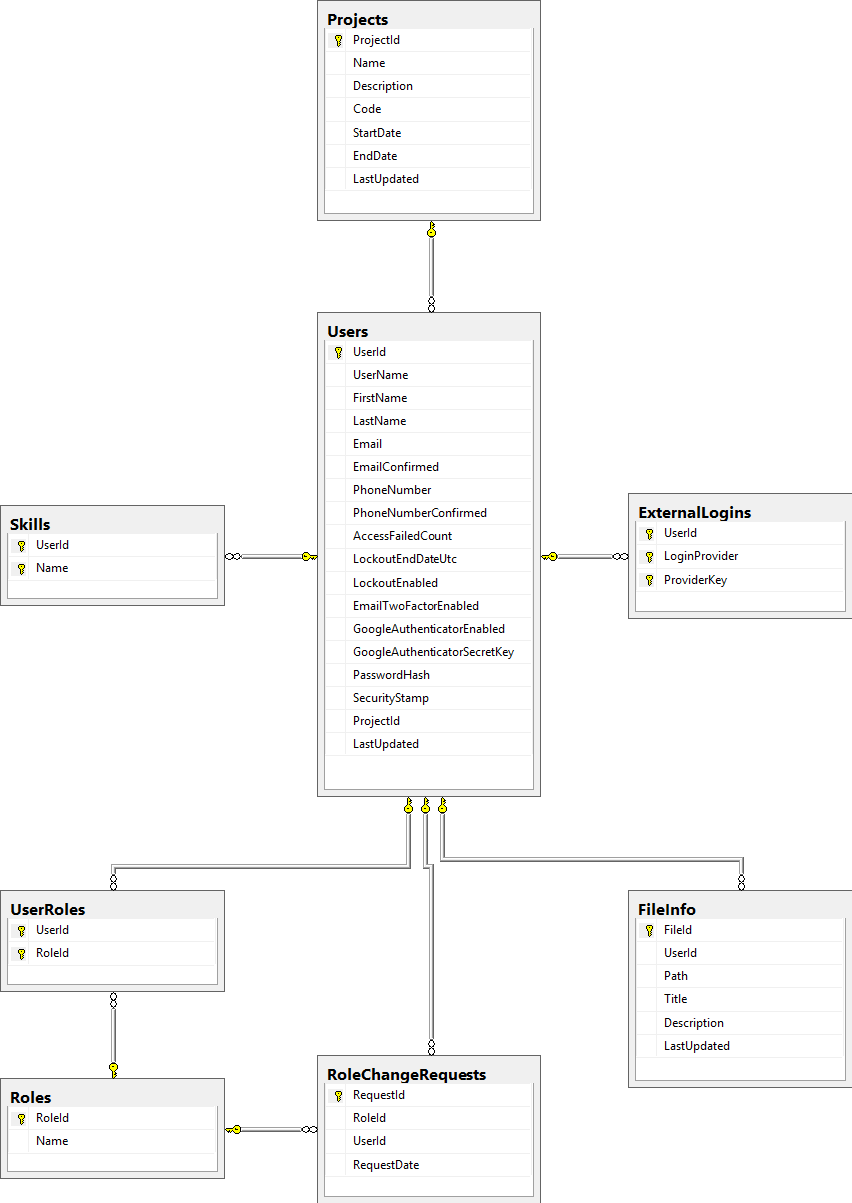 Projects
ProjectId
Name
Description
Code
StartDate
EndDate
LastUpdated
Users
UserId
UserName
FirstName
LastName
Email
EmailConfirmed
PhoneNumber
PhoneNumberConfirmed
AccessFailedCount
LockoutEndDateUtc
LockoutEnabled
EmailTwoFactorEnabled
GoogleAuthenticatorEnabled
GoogleAuthenticatorSecretKey
PasswordHash
SecurityStamp
ProjectId
LastUpdated
Skills
UserId
Name
ExternalLogins
UserId
LoginProvider
ProviderKey
UserRoles
UserId
RoleId
FileInfo
FileId
UserId
Path
Title
Description
LastUpdated
Roles
RoleId
Name
RoleChangeRequests
RequestId
RoleId
UserId
RequestDate